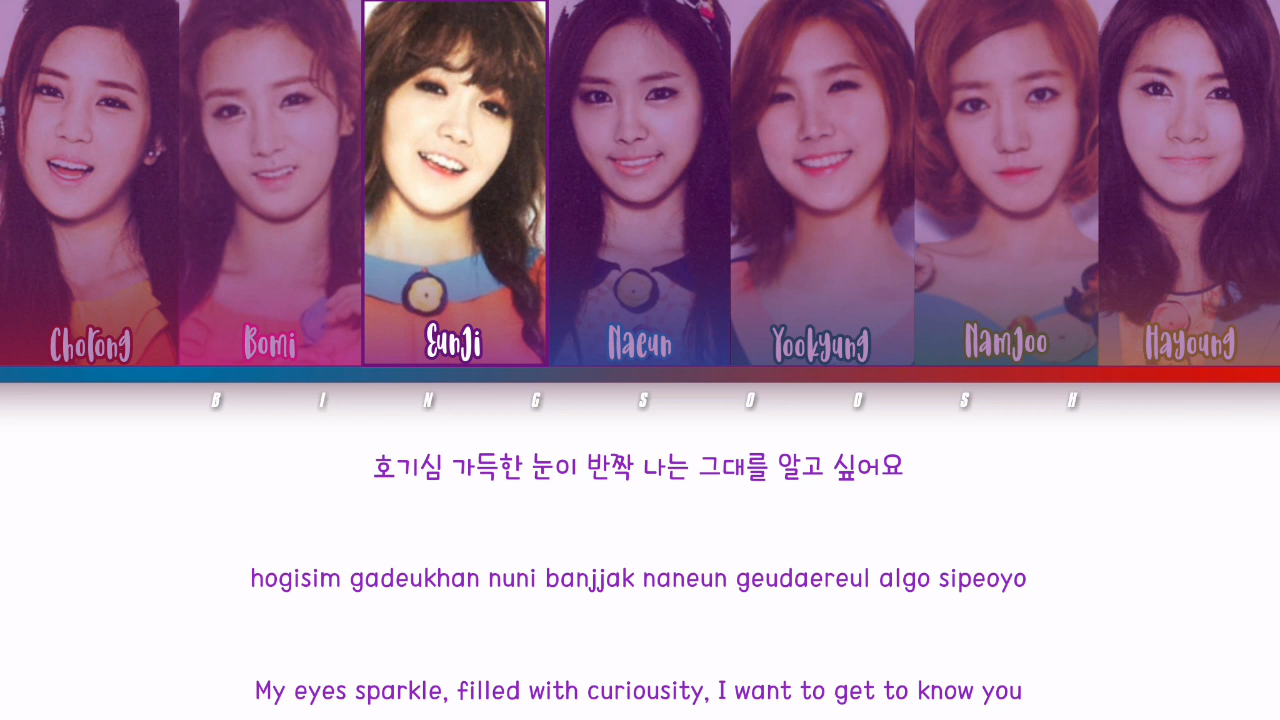 Chorong Bomi EunJi Naeun Yookyung NamJoo Hayoung
B I N G S O O S H
호기심 가득한 눈이 반짝 나는 그대를 알고 싶어요
hogisim gadeukhan nuni banjjak naneun geudaereul algo sipeoyo
My eyes sparkle, filled with curiousity, I want to get to know you